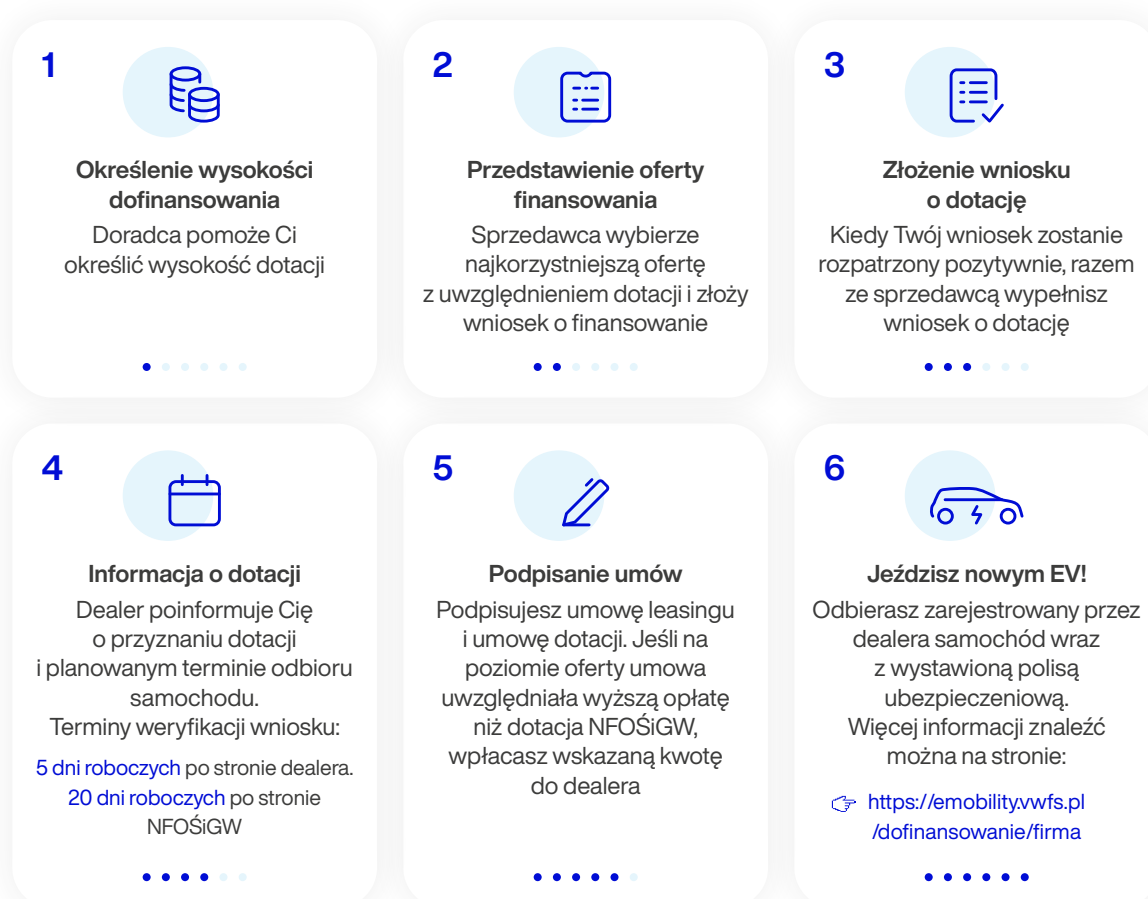 1
Określenie wysokości
dofinansowania
Doradca pomoże Ci
określić wysokość dotacji
2
Przedstawienie oferty
finansowania
Sprzedawca wybierze
najkorzystniejszą ofertę
z uwzględnieniem dotacji i złoży
wniosek o finansowanie
3
Złożenie wniosku
o dotację
Kiedy Twój wniosek zostanie
rozpatrzony pozytywnie, razem
ze sprzedawcą wypełnisz
wniosek o dotację
4
Informacja o dotacji
Dealer poinformuje Cię
o przyznaniu dotacji
i planowanym terminie odbioru
samochodu.
Terminy weryfikacji wniosku:
5 dni roboczych po stronie dealera.
20 dni roboczych po stronie
NFOŚiGW
5
Podpisanie umów
Podpisujesz umowę leasingu
i umowę dotacji. Jeśli na
poziomie oferty umowa
uwzględniała wyższą opłatę
niż dotacja NFOŚiGW,
wpłacasz wskazaną kwotę
do dealera
6
Jeździsz nowym EV!
Odbierasz zarejestrowany przez
dealera samochód wraz
z wystawioną polisą
ubezpieczeniową.
Więcej informacji znaleźć
można na stronie:
https://emobility.vwfs.pl
/dofinansowanie/firma